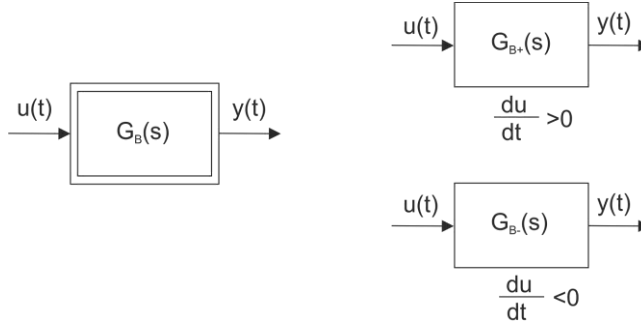 u(t)
G_B(s)
y(t)
u(t)
G_B+(s)
y(t)
du
dt
>0
u(t)
G_B-(s)
y(t)
du
dt
<0